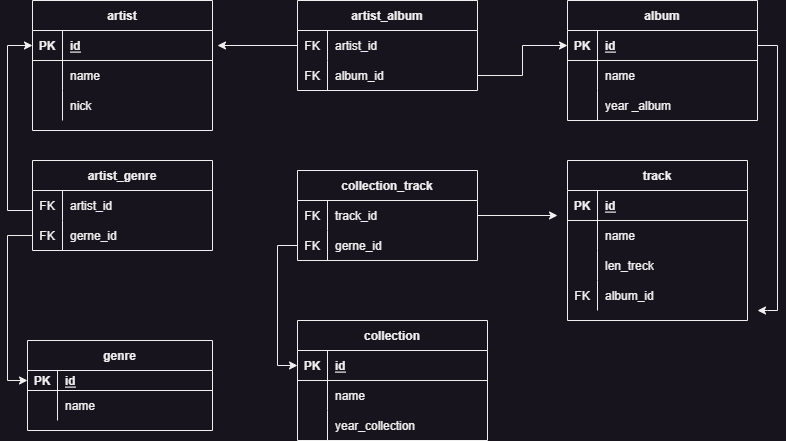 artist
PK id
name
nick
artist_album
FK artist_id
FK album_id
album
PK id
name
year _album
artist_genre
FK artist_id
FK gerne_id
collection_track
FK track_id
FK gerne_id
track
PK id
name
len_treck
FK album_id
genre
PK id
name
collection
PK id
name
year_collection